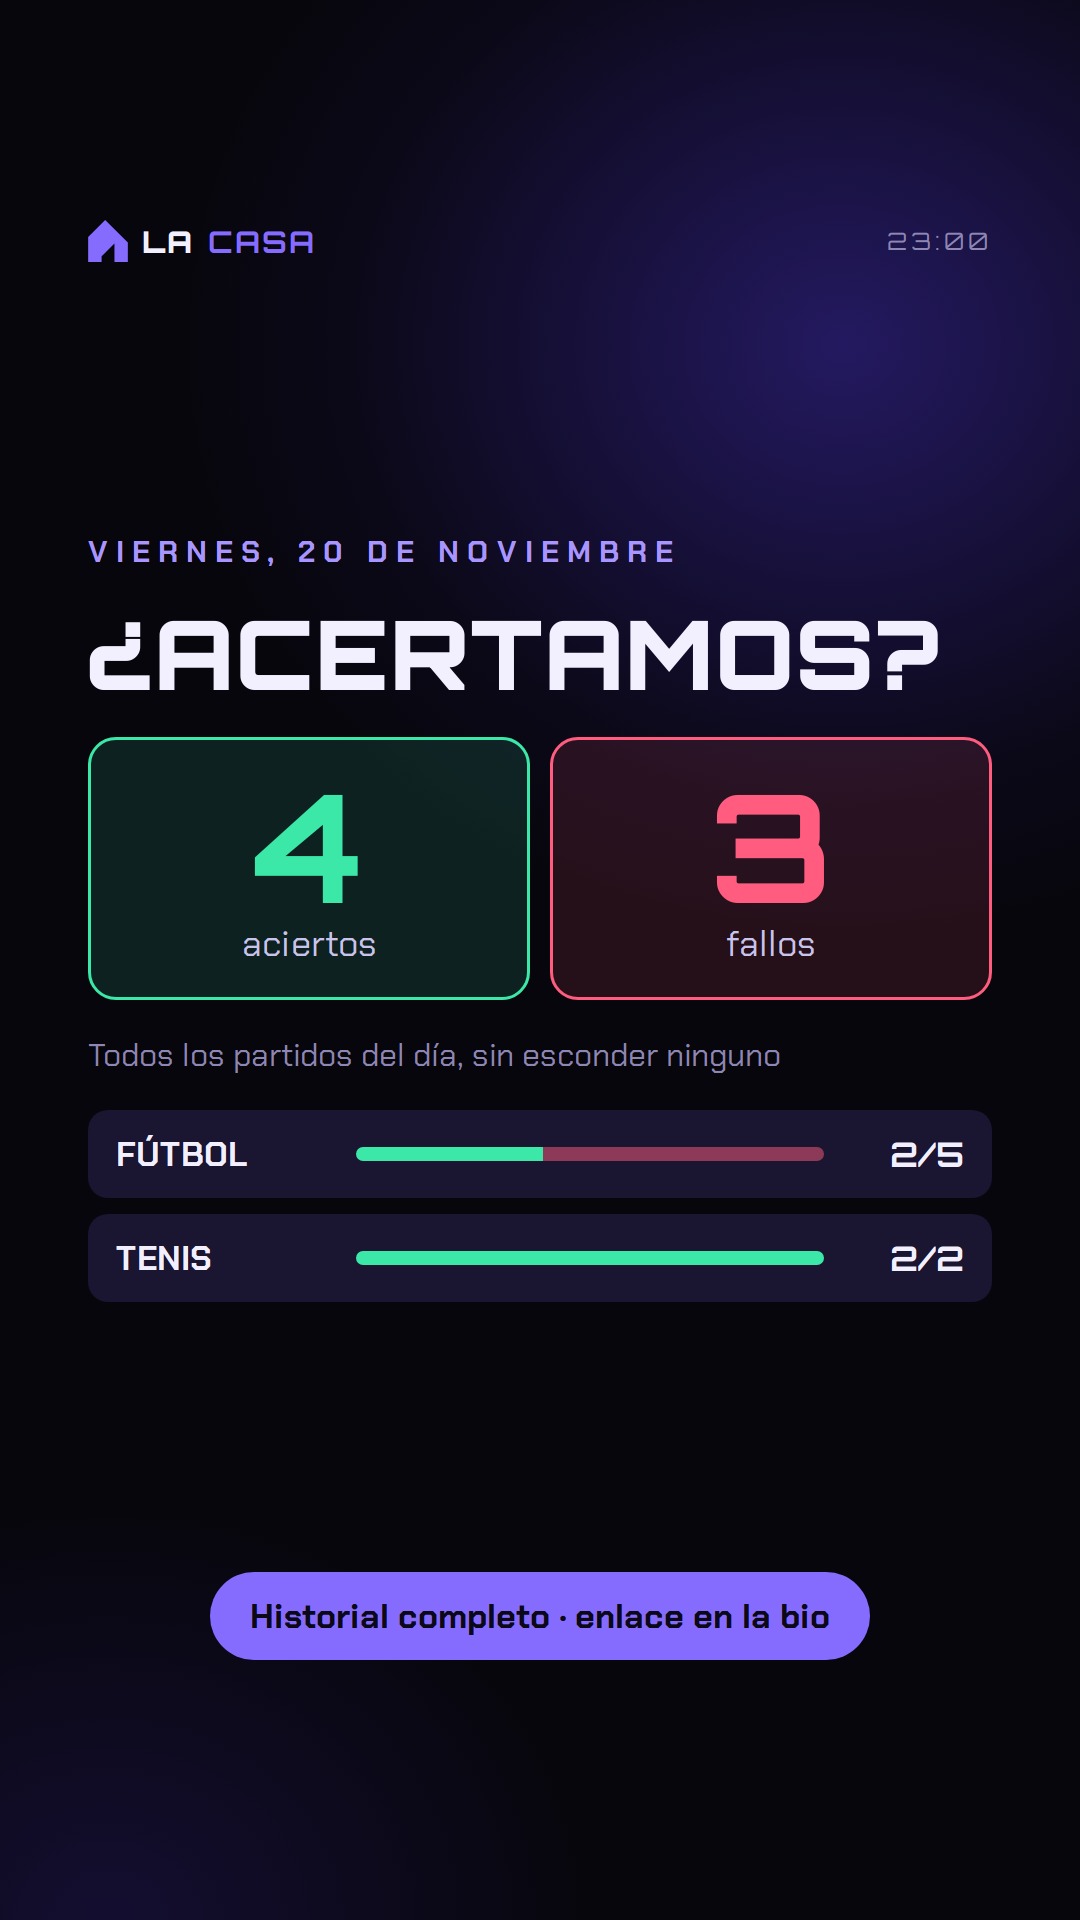 LA CASA
23:00
VIERNES, 20 DE NOVIEMBRE
¿ACERTAMOS?
4
aciertos
3
fallos
Todos los partidos del día, sin esconder ninguno
FÚTBOL 2/5
TENIS 2/2
Historial completo · enlace en la bio